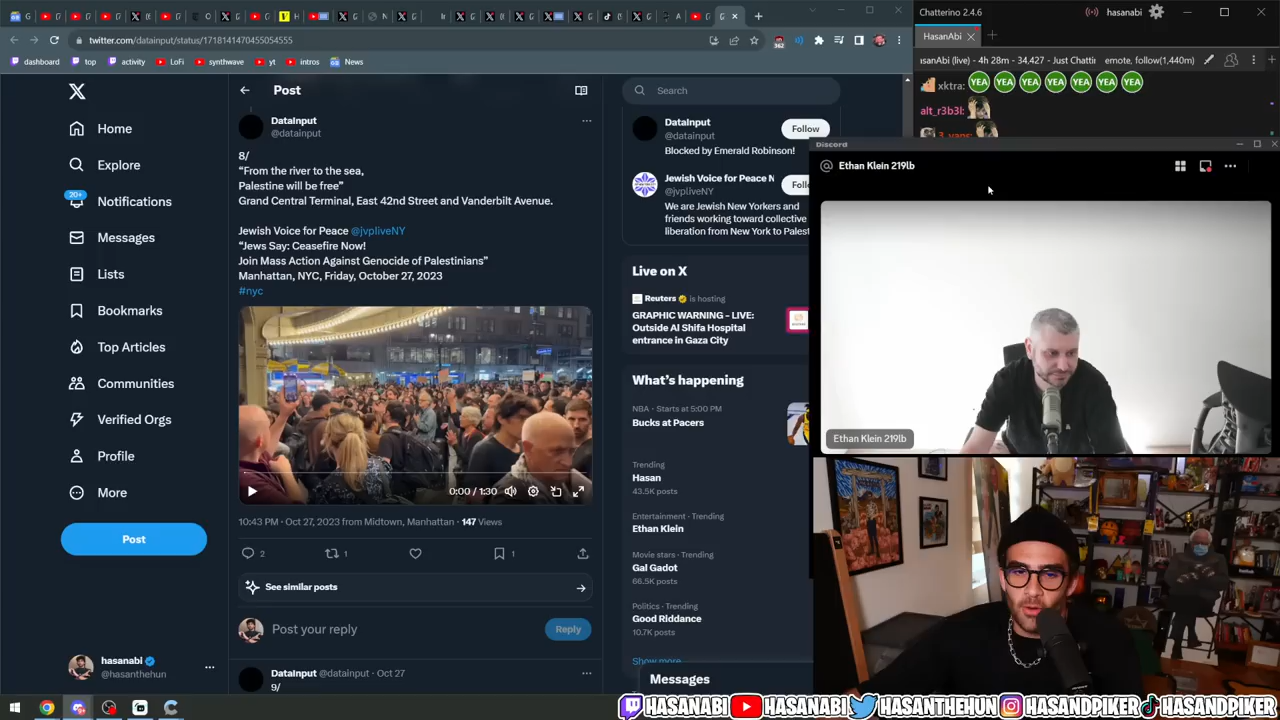 twitter.com/datainput/status/1718141470455054555
dashboard
top
activity
LoFi
synthwave
yt
intros
News
Home
Explore
20+
Notifications
Messages
Lists
Bookmarks
Top Articles
Communities
Verified Orgs
Profile
More
Post
hasanabi
@hasanthehun
Post
DataInput
@datainput
8/
“From the river to the sea,
Palestine will be free”
Grand Central Terminal, East 42nd Street and Vanderbilt Avenue.
Jewish Voice for Peace @jvpliveNY
“Jews Say: Ceasefire Now!
Join Mass Action Against Genocide of Palestinians”
Manhattan, NYC, Friday, October 27, 2023
#nyc
0:00 / 1:30
10:43 PM · Oct 27, 2023 from Midtown, Manhattan · 147 Views
2
1
1
See similar posts
Post your reply
Reply
DataInput @datainput · Oct 27
9/
Search
DataInput
@datainput
Follow
Blocked by Emerald Robinson!
Jewish Voice for Peace N
@jvpliveNY
Foll
We are Jewish New Yorkers and
friends working toward collective
liberation from New York to Palest
Live on X
Reuters is hosting
GRAPHIC WARNING - LIVE:
Outside Al Shifa Hospital
entrance in Gaza City
What’s happening
NBA · Starts at 5:00 PM
Bucks at Pacers
Trending
Hasan
43.5K posts
Entertainment · Trending
Ethan Klein
Movie stars · Trending
Gal Gadot
66.5K posts
Politics · Trending
Good Riddance
10.7K posts
Show more
Messages
Chatterino 2.4.6
hasanabi
HasanAbi
asanAbi (live) - 4h 28m - 34,427 - Just Chatti
emote, follow(1,440m)
xktra: YEA YEA YEA YEA YEA YEA YEA
alt_r3b3l:
Discord
Ethan Klein 219lb
Ethan Klein 219lb
HASANABI
HASANABI
HASANTHEHUN
HASANDPIKER
HASANDPIKER